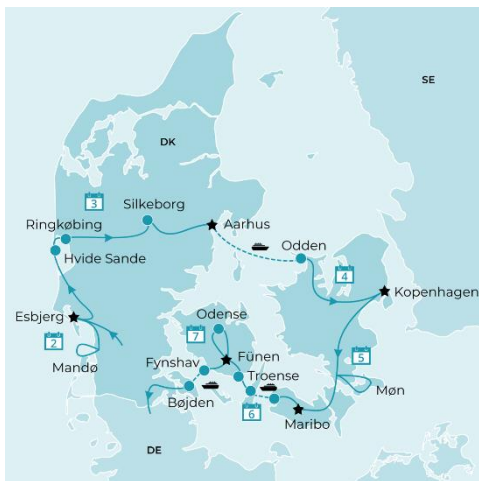 SE
DK
3
Silkeborg
Ringkøbing
Aarhus
Hvide Sande
Odden
4
Kopenhagen
Esbjerg
2
Odense
7
Mandø
Fynshav
Fünen
5
Troense
Møn
Bøjden
6
Maribo
DE